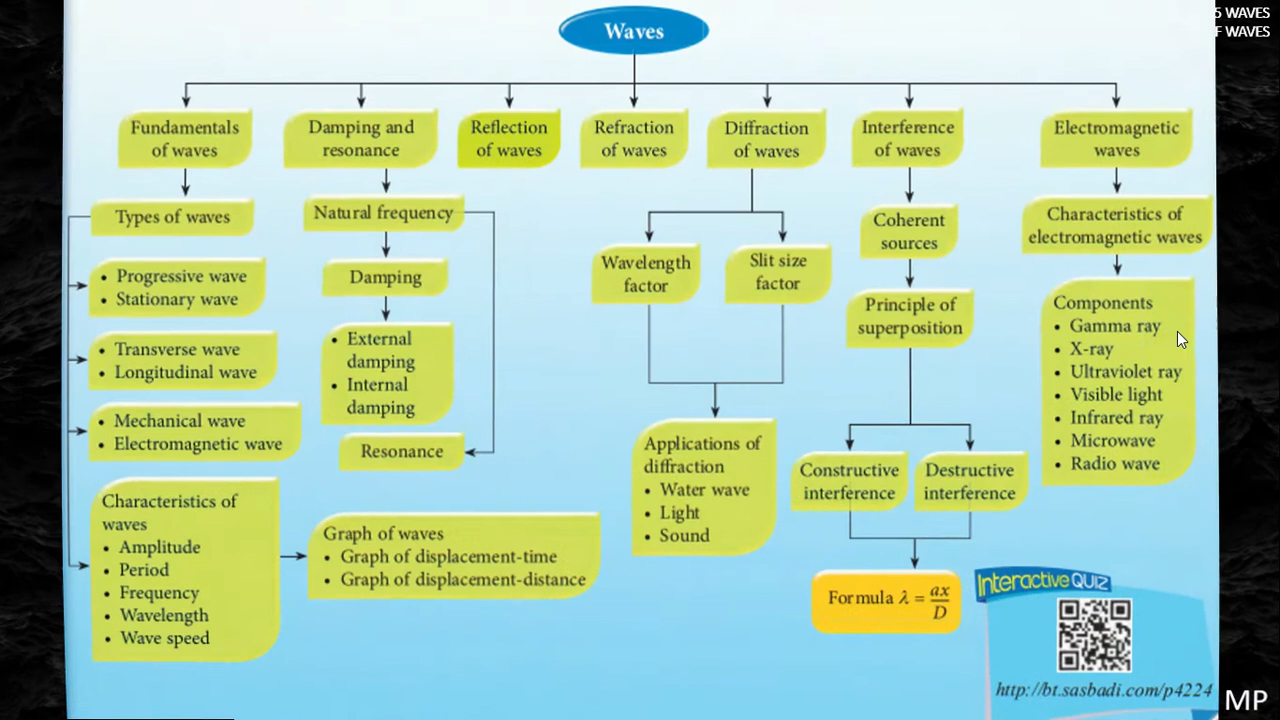 5 WAVES
F WAVES
Waves
Fundamentals
of waves
Damping and
resonance
Reflection
of waves
Refraction
of waves
Diffraction
of waves
Interference
of waves
Electromagnetic
waves
Types of waves
• Progressive wave
• Stationary wave
• Transverse wave
• Longitudinal wave
• Mechanical wave
• Electromagnetic wave
Characteristics of
waves
• Amplitude
• Period
• Frequency
• Wavelength
• Wave speed
Graph of waves
• Graph of displacement-time
• Graph of displacement-distance
Natural frequency
Damping
• External
damping
• Internal
damping
Resonance
Wavelength
factor
Slit size
factor
Applications of
diffraction
• Water wave
• Light
• Sound
Coherent
sources
Principle of
superposition
Constructive
interference
Destructive
interference
Formula λ = ax/D
Characteristics of
electromagnetic waves
Components
• Gamma ray
• X-ray
• Ultraviolet ray
• Visible light
• Infrared ray
• Microwave
• Radio wave
Interactive QUIZ
http://bt.sasbadi.com/p4224
MP